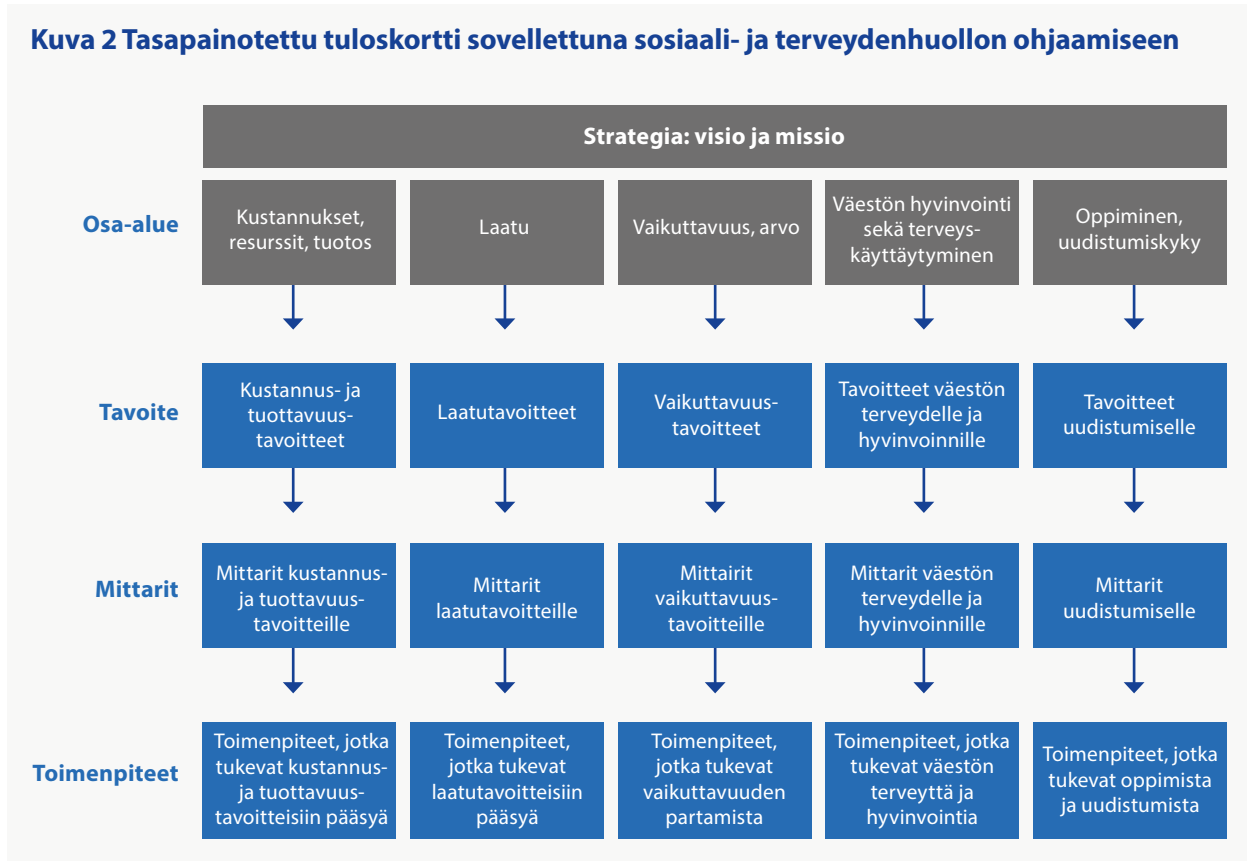 Kuva 2 Tasapainotettu tuloskortti sovellettuna sosiaali- ja terveydenhuollon ohjaamiseen
Strategia: visio ja missio
Osa-alue
Kustannukset,
resurssit, tuotos
Laatu
Vaikuttavuus, arvo
Väestön hyvinvointi
sekä terveys-
käyttäytyminen
Oppiminen,
uudistumiskyky
Tavoite
Kustannus- ja
tuottavuus-
tavoitteet
Laatutavoitteet
Vaikuttavuus-
tavoitteet
Tavoitteet väestön
terveydelle ja
hyvinvoinnille
Tavoitteet
uudistumiselle
Mittarit
Mittarit kustannus-
ja tuottavuus-
tavoitteille
Mittarit
laatutavoitteille
Mittairit
vaikuttavuus-
tavoitteille
Mittarit väestön
terveydelle ja
hyvinvoinnille
Mittarit
uudistumiselle
Toimenpiteet
Toimenpiteet, jotka
tukevat kustannus-
ja tuottavuus-
tavoitteisiin pääsyä
Toimenpiteet,
jotka tukevat
laatutavoitteisiin
pääsyä
Toimenpiteet,
jotka tukevat
vaikuttavuuden
partamista
Toimenpiteet, jotka
tukevat väestön
terveyttä ja
hyvinvointia
Toimenpiteet, jotka
tukevat oppimista
ja uudistumista